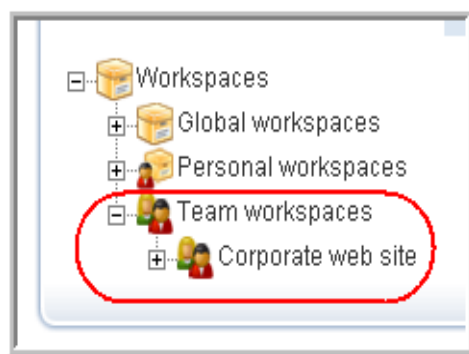 Workspaces
Global workspaces
Personal workspaces
Team workspaces
Corporate web site